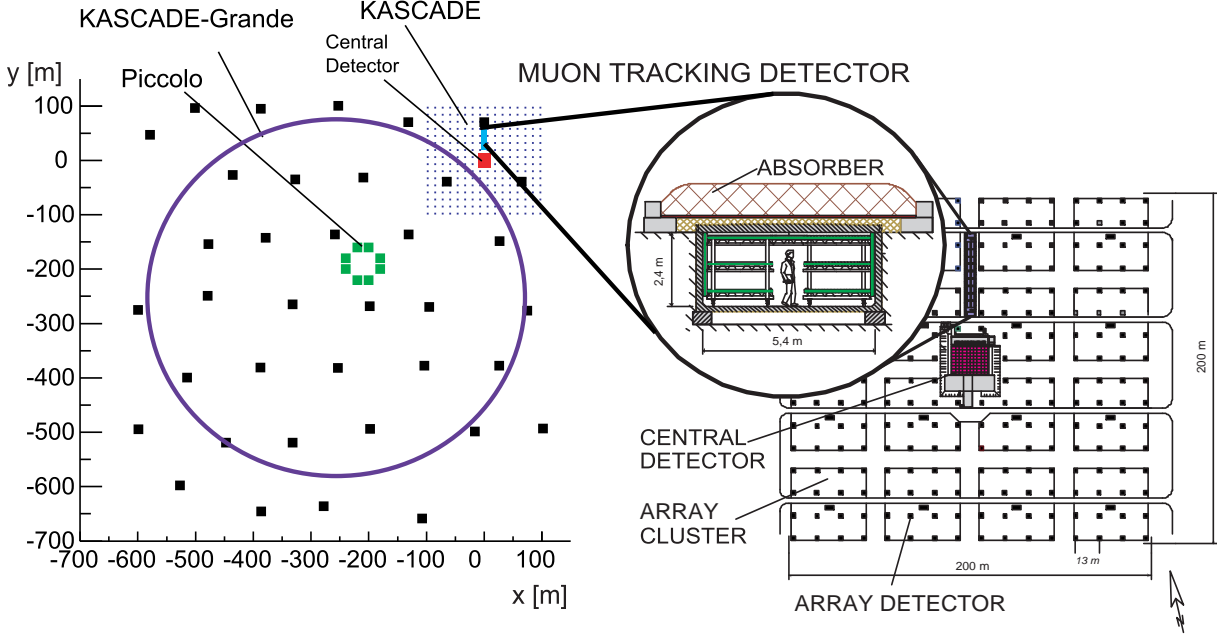 KASCADE-Grande
KASCADE
Central
Detector
y [m]
Piccolo
MUON TRACKING DETECTOR
100
0
-100
-200
-300
-400
-500
-600
-700
-700 -600 -500 -400 -300 -200 -100 0 100
x [m]
ABSORBER
2,4 m
5,4 m
200 m
CENTRAL
DETECTOR
ARRAY
CLUSTER
13 m
200 m
ARRAY DETECTOR